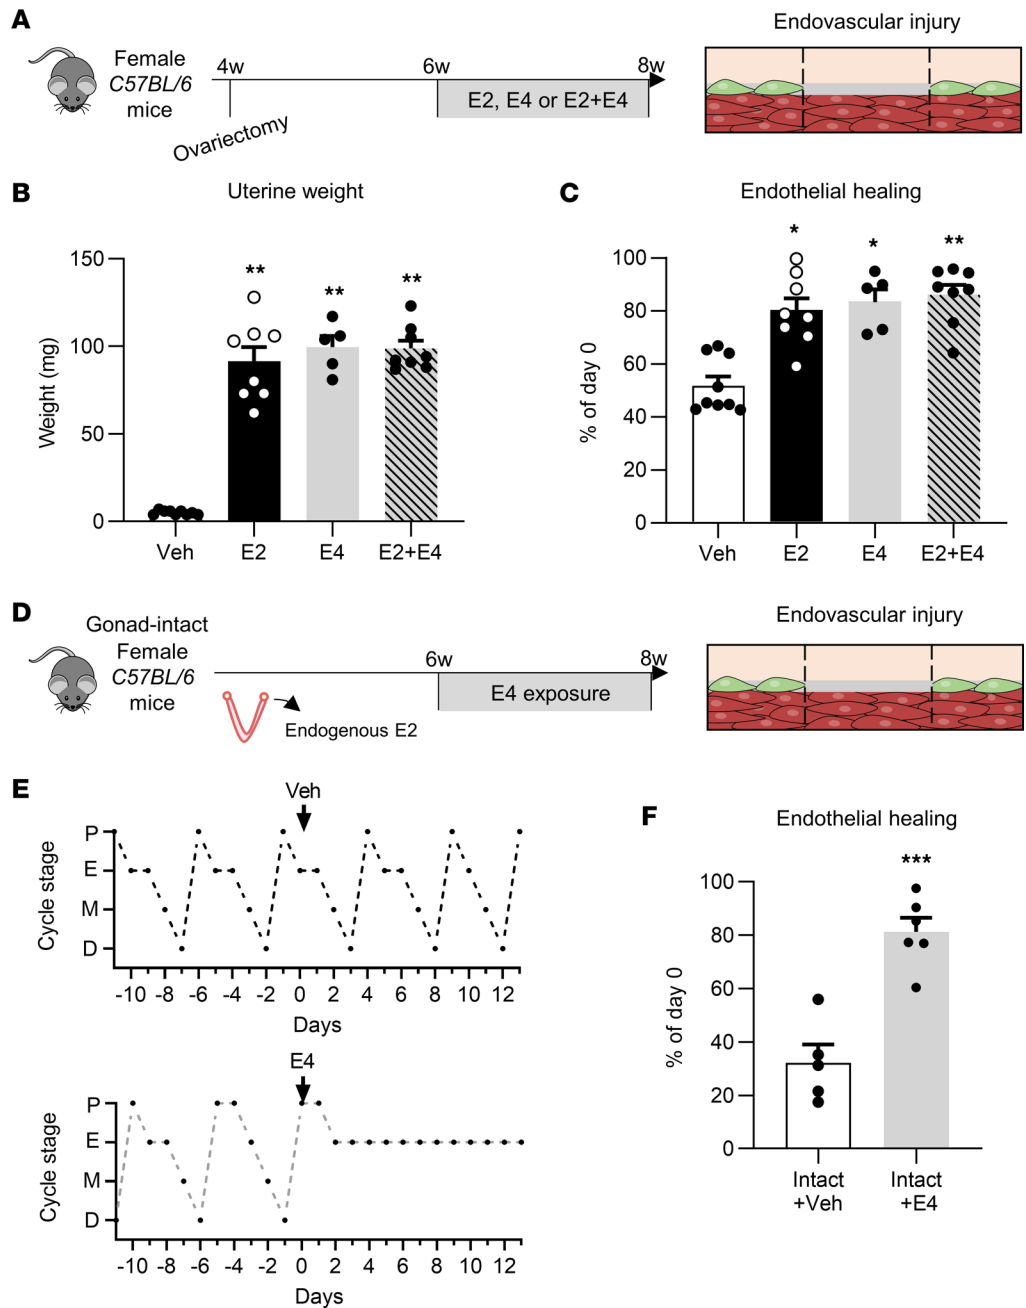 A
Female
C57BL/6
mice
4w
6w
8w
Ovariectomy
E2, E4 or E2+E4
Endovascular injury
B
Uterine weight
**
**
**
Weight (mg)
150
100
50
0
Veh
E2
E4
E2+E4
C
Endothelial healing
*
*
**
% of day 0
100
80
60
40
20
0
Veh
E2
E4
E2+E4
D
Gonad-intact
Female
C57BL/6
mice
6w
8w
E4 exposure
Endogenous E2
Endovascular injury
E
Veh
Cycle stage
P
E
M
D
-10 -8 -6 -4 -2 0 2 4 6 8 10 12
Days
E4
Cycle stage
P
E
M
D
-10 -8 -6 -4 -2 0 2 4 6 8 10 12
Days
F
Endothelial healing
***
% of day 0
100
80
60
40
20
0
Intact
+Veh
Intact
+E4